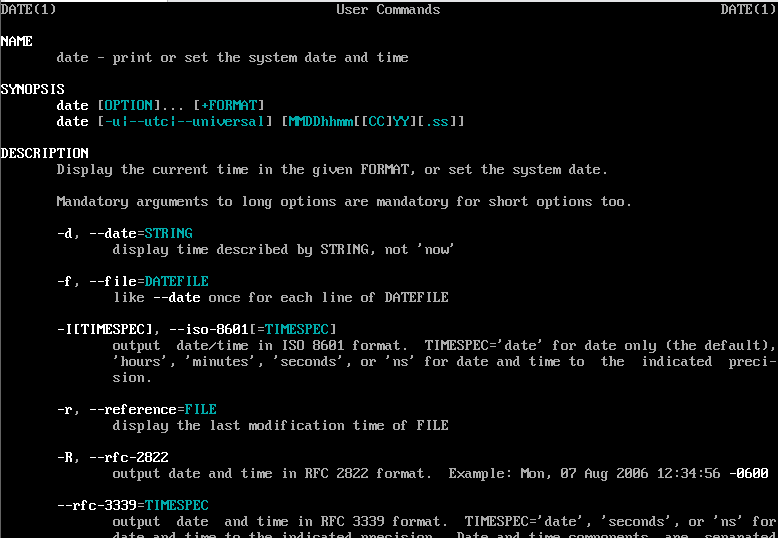 DATE(1) User Commands DATE(1)
NAME
date - print or set the system date and time
SYNOPSIS
date [OPTION]... [+FORMAT]
date [-u|--utc|--universal] [MMDDhhmm[[CC]YY][.ss]]
DESCRIPTION
Display the current time in the given FORMAT, or set the system date.
Mandatory arguments to long options are mandatory for short options too.
-d, --date=STRING
display time described by STRING, not 'now'
-f, --file=DATEFILE
like --date once for each line of DATEFILE
-I[TIMESPEC], --iso-8601[=TIMESPEC]
output date/time in ISO 8601 format. TIMESPEC='date' for date only (the default),
'hours', 'minutes', 'seconds', or 'ns' for date and time to the indicated preci-
sion.
-r, --reference=FILE
display the last modification time of FILE
-R, --rfc-2822
output date and time in RFC 2822 format. Example: Mon, 07 Aug 2006 12:34:56 -0600
--rfc-3339=TIMESPEC
output date and time in RFC 3339 format. TIMESPEC='date', 'seconds', or 'ns' for
date and time to the indicated precision. Date and time components are separated